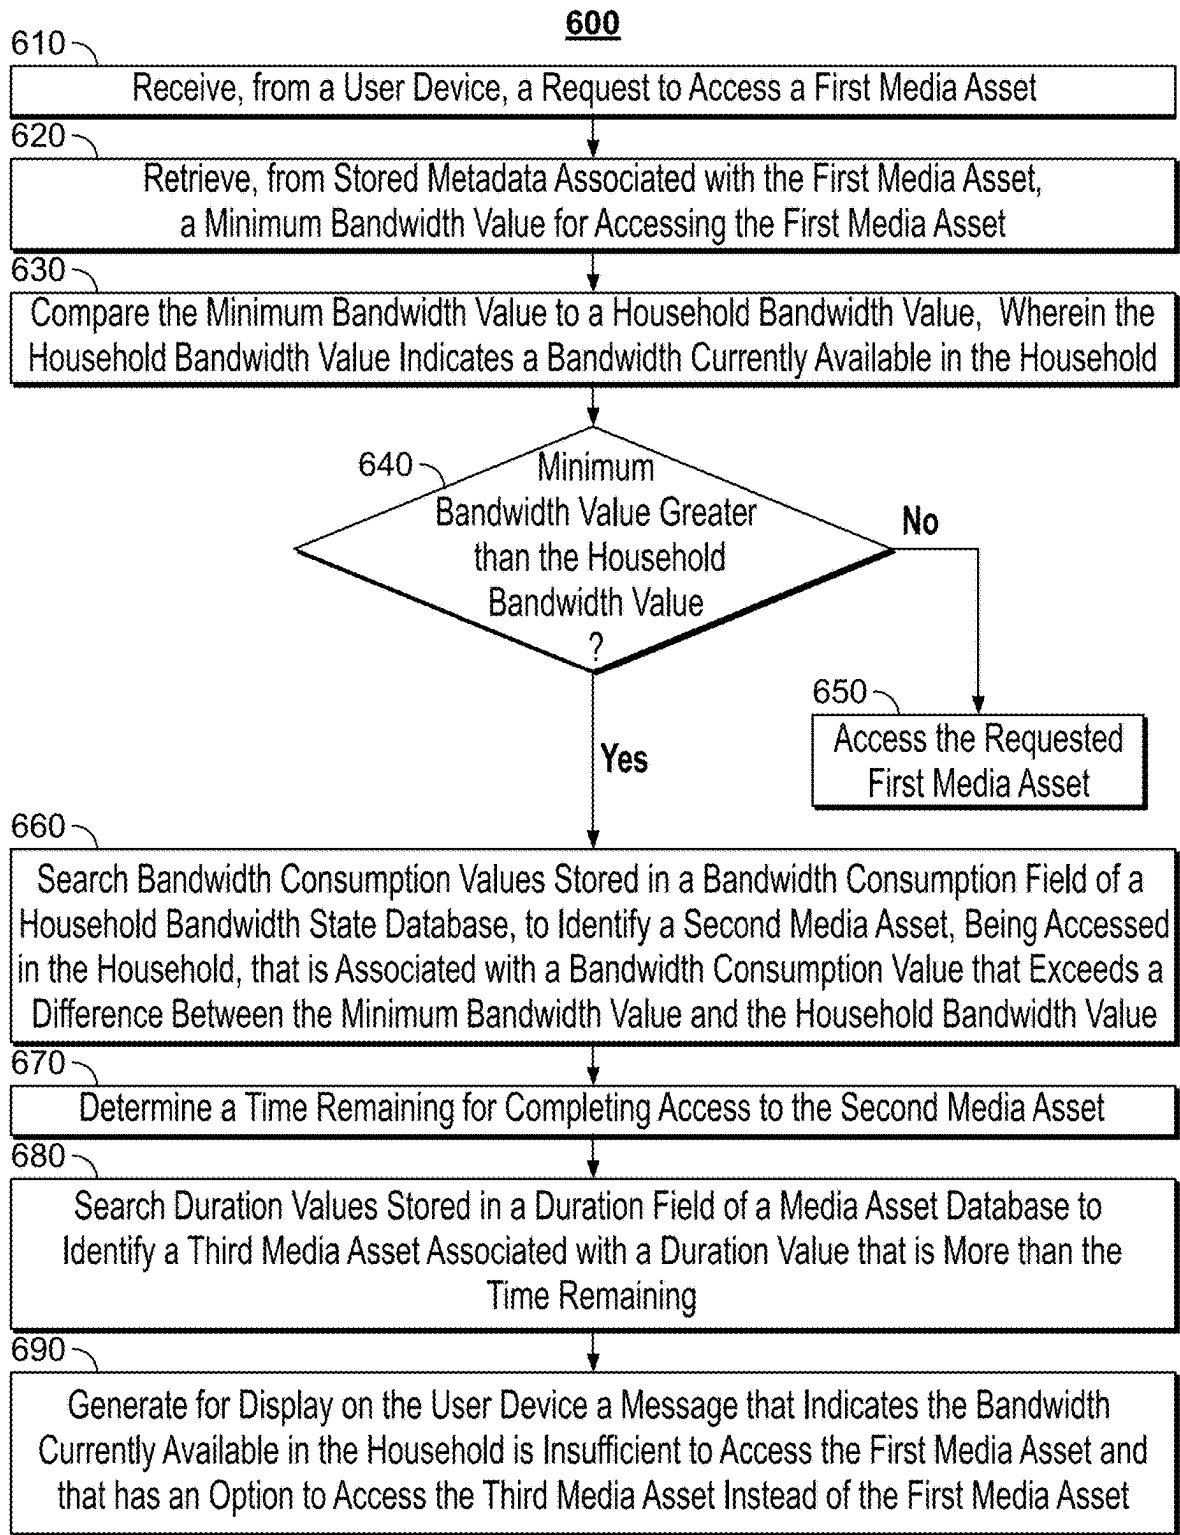 600
610
Receive, from a User Device, a Request to Access a First Media Asset
620
Retrieve, from Stored Metadata Associated with the First Media Asset,
a Minimum Bandwidth Value for Accessing the First Media Asset
630
Compare the Minimum Bandwidth Value to a Household Bandwidth Value, Wherein the
Household Bandwidth Value Indicates a Bandwidth Currently Available in the Household
640
Minimum
Bandwidth Value Greater
than the Household
Bandwidth Value
?
No
650
Access the Requested
First Media Asset
Yes
660
Search Bandwidth Consumption Values Stored in a Bandwidth Consumption Field of a
Household Bandwidth State Database, to Identify a Second Media Asset, Being Accessed
in the Household, that is Associated with a Bandwidth Consumption Value that Exceeds a
Difference Between the Minimum Bandwidth Value and the Household Bandwidth Value
670
Determine a Time Remaining for Completing Access to the Second Media Asset
680
Search Duration Values Stored in a Duration Field of a Media Asset Database to
Identify a Third Media Asset Associated with a Duration Value that is More than the
Time Remaining
690
Generate for Display on the User Device a Message that Indicates the Bandwidth
Currently Available in the Household is Insufficient to Access the First Media Asset and
that has an Option to Access the Third Media Asset Instead of the First Media Asset